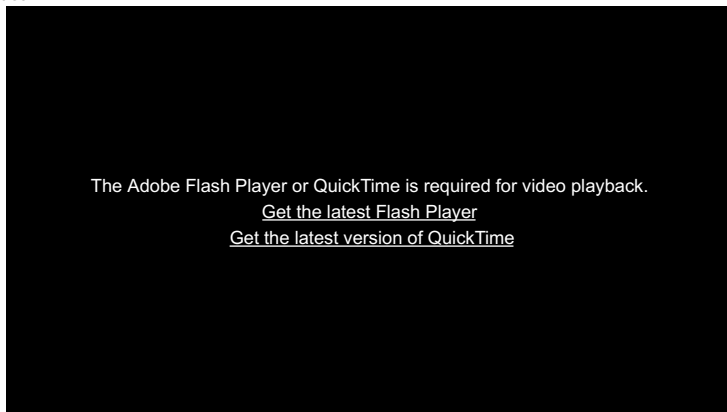 The Adobe Flash Player or QuickTime is required for video playback.
Get the latest Flash Player
Get the latest version of QuickTime